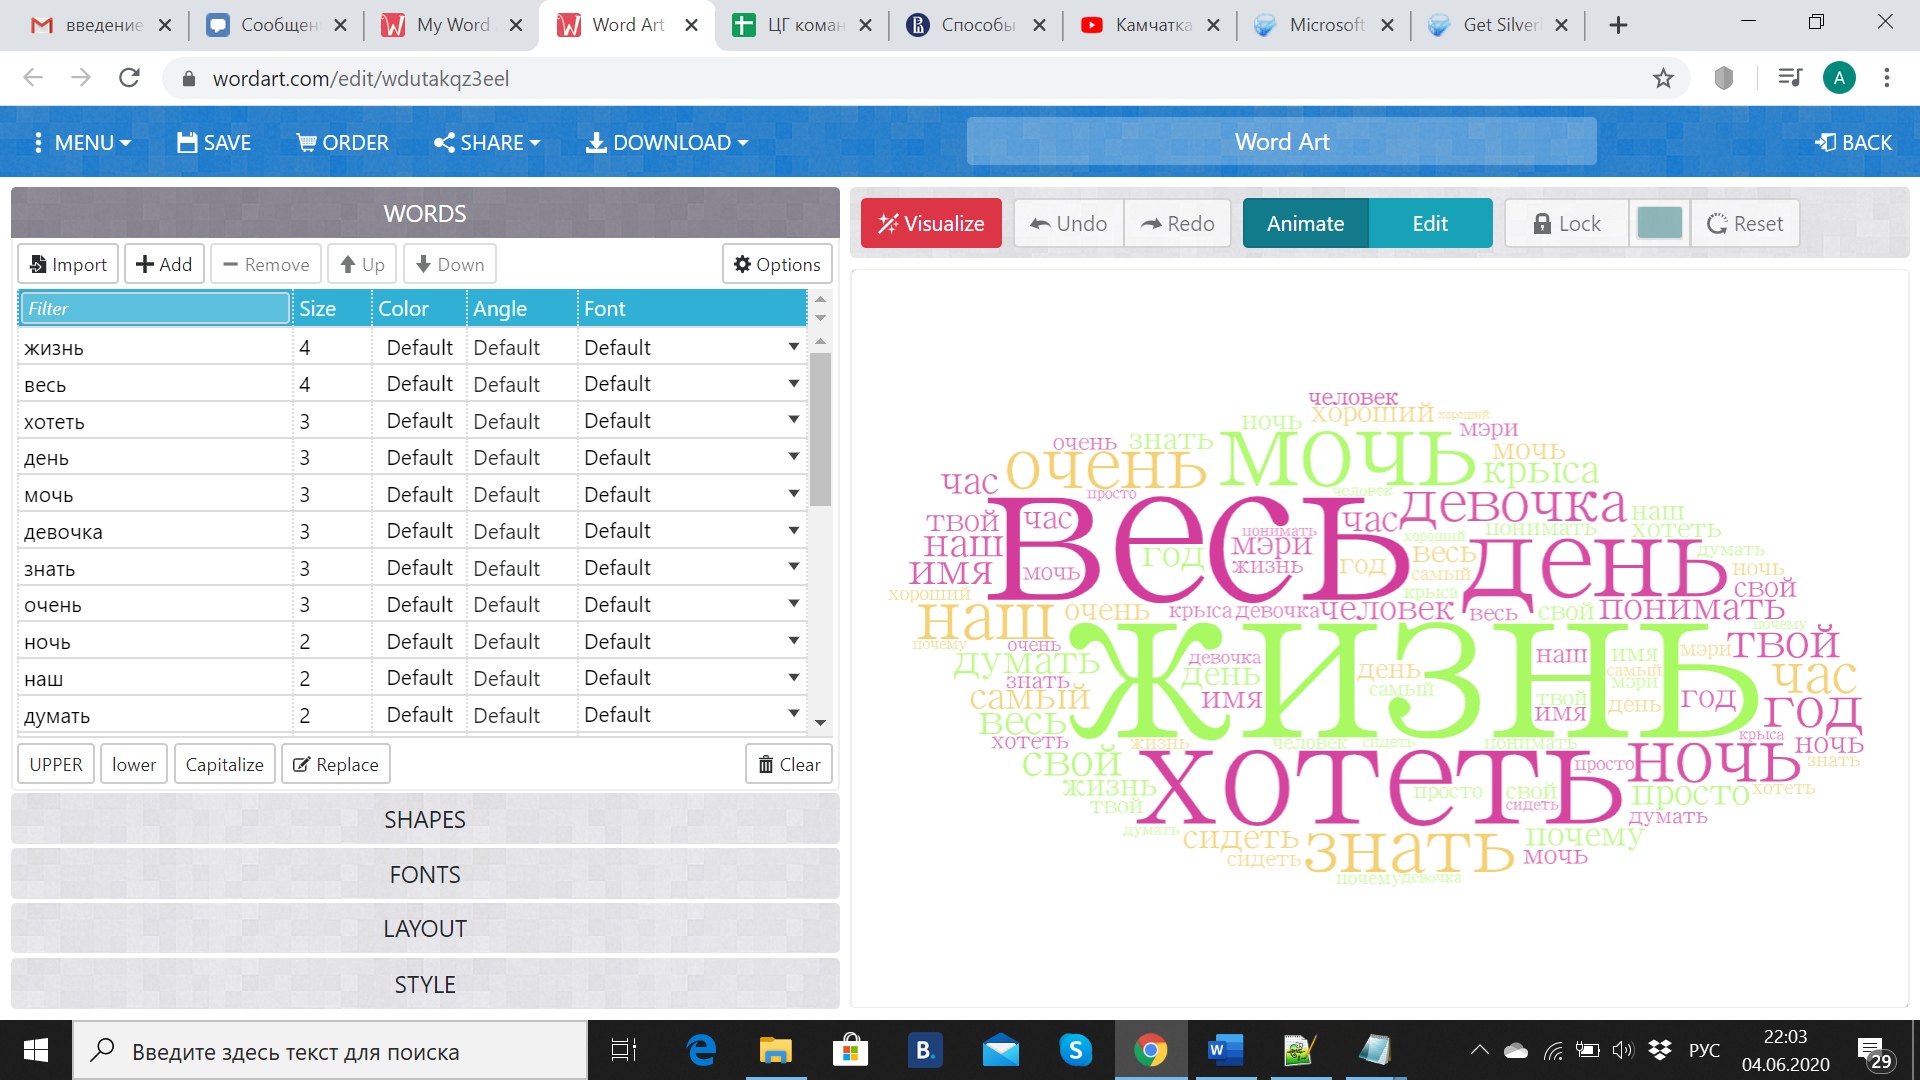 введение
Сообщен
My Word
Word Art
ЦГ коман
Способы
Камчатка
Microsoft
Get Silverl
wordart.com/edit/wdutakqz3eel
A
MENU
SAVE
ORDER
SHARE
DOWNLOAD
Word Art
BACK
WORDS
Visualize
Undo
Redo
Animate
Edit
Lock
Reset
Import
Add
Remove
Up
Down
Options
Filter Size Color Angle Font
жизнь 4 Default Default Default
весь 4 Default Default Default
хотеть 3 Default Default Default
день 3 Default Default Default
мочь 3 Default Default Default
девочка 3 Default Default Default
знать 3 Default Default Default
очень 3 Default Default Default
ночь 2 Default Default Default
наш 2 Default Default Default
думать 2 Default Default Default
UPPER
lower
Capitalize
Replace
Clear
SHAPES
FONTS
LAYOUT
STYLE
человек
ночь хороший хороший
очень знать мочь мэри
очень мочь крыса
час просто человек девочка
весь
твой час понимать час понимать наш
наш год мэри хороший хотеть
имя мочь жизнь год весь самый день думать
хороший крыса ночь свой
наш очень крыса девочка человек весь свой понимать
почему очень жизнь почему
думать девочка день наш имя мэри твой
самый знать день имя самый твой самый мэри час
весь имя день год год
хотеть жизнь человек сидеть понимать крыса ночь
свой хотеть просто ночь знать
жизнь просто свой просто хотеть
твой сидеть думать
думать сидеть знать почему
сидеть мочь
почему девочка
Введите здесь текст для поиска
B.
W
S
РУС
22:03
04.06.2020
29